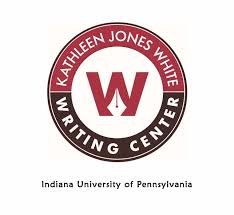 KATHLEEN JONES WHITE
W
WRITING CENTER
Indiana University of Pennsylvania